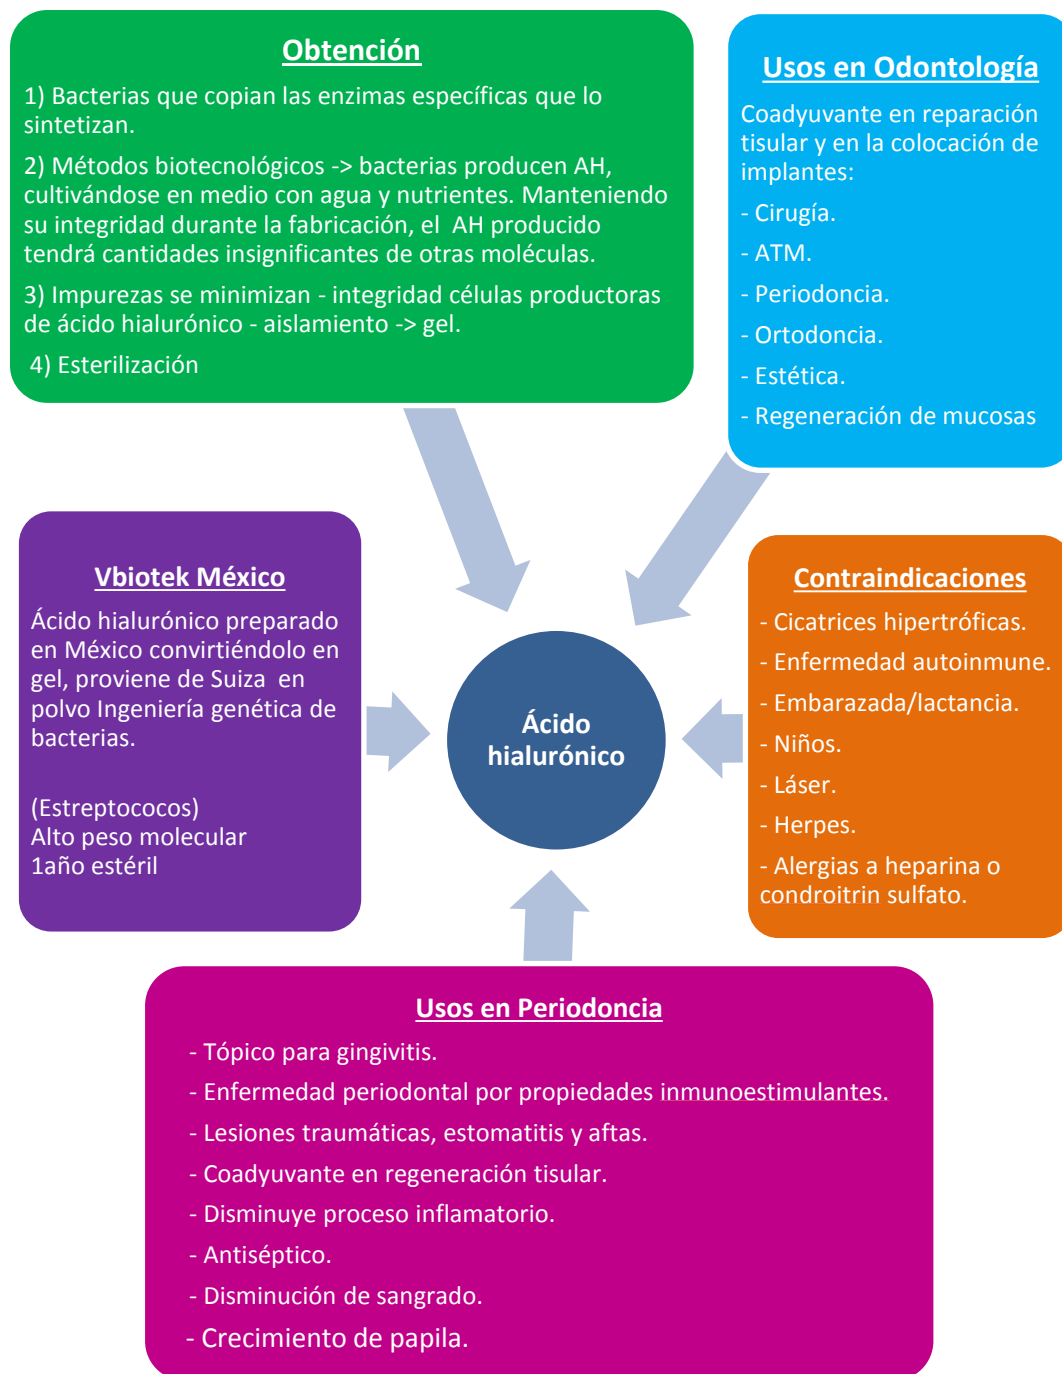 Obtención
1) Bacterias que copian las enzimas específicas que lo
sintetizan.
2) Métodos biotecnológicos -> bacterias producen AH,
cultivándose en medio con agua y nutrientes. Manteniendo
su integridad durante la fabricación, el  AH producido
tendrá cantidades insignificantes de otras moléculas.
3) Impurezas se minimizan - integridad células productoras
de ácido hialurónico - aislamiento -> gel.
4) Esterilización
Usos en Odontología
Coadyuvante en reparación
tisular y en la colocación de
implantes:
- Cirugía.
- ATM.
- Periodoncia.
- Ortodoncia.
- Estética.
- Regeneración de mucosas
Vbiotek México
Ácido hialurónico preparado
en México convirtiéndolo en
gel, proviene de Suiza  en
polvo Ingeniería genética de
bacterias.
(Estreptococos)
Alto peso molecular
1año estéril
Ácido
hialurónico
Contraindicaciones
- Cicatrices hipertróficas.
- Enfermedad autoinmune.
- Embarazada/lactancia.
- Niños.
- Láser.
- Herpes.
- Alergias a heparina o
condroitrin sulfato.
Usos en Periodoncia
- Tópico para gingivitis.
- Enfermedad periodontal por propiedades inmunoestimulantes.
- Lesiones traumáticas, estomatitis y aftas.
- Coadyuvante en regeneración tisular.
- Disminuye proceso inflamatorio.
- Antiséptico.
- Disminución de sangrado.
- Crecimiento de papila.